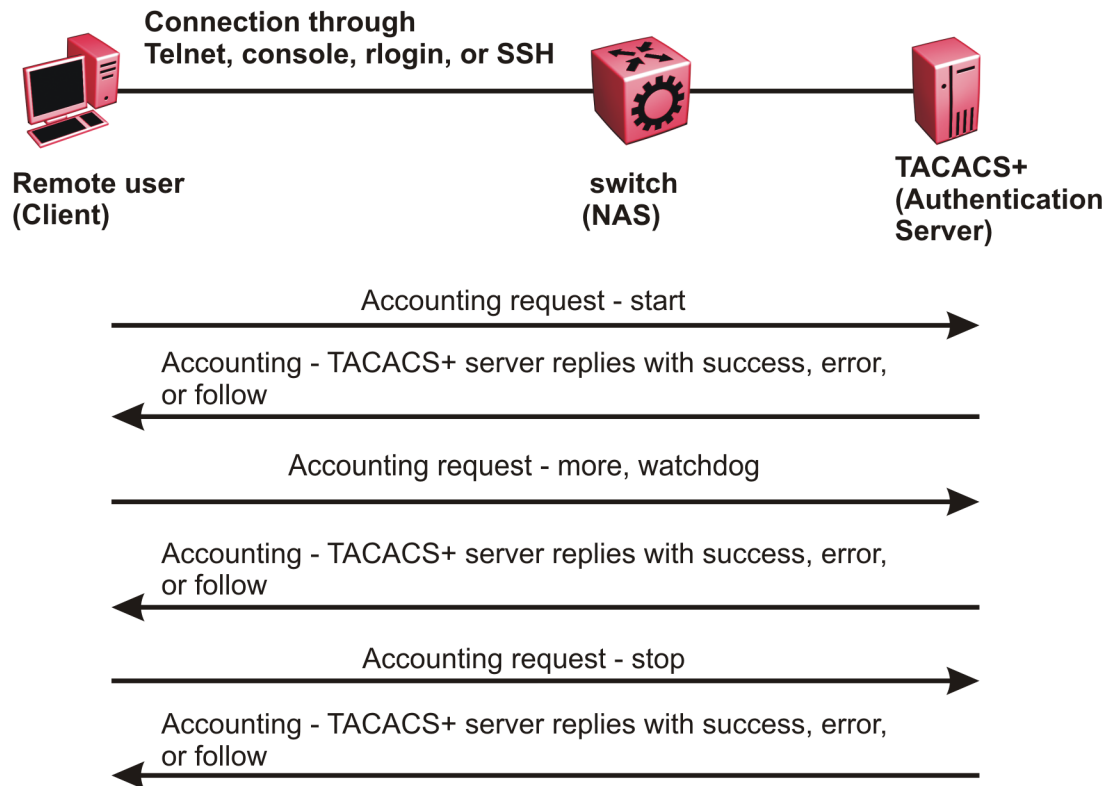 Connection through
Telnet, console, rlogin, or SSH
Remote user
(Client)
switch
(NAS)
TACACS+
(Authentication
Server)
Accounting request - start
Accounting - TACACS+ server replies with success, error,
or follow
Accounting request - more, watchdog
Accounting - TACACS+ server replies with success, error,
or follow
Accounting request - stop
Accounting - TACACS+ server replies with success, error,
or follow